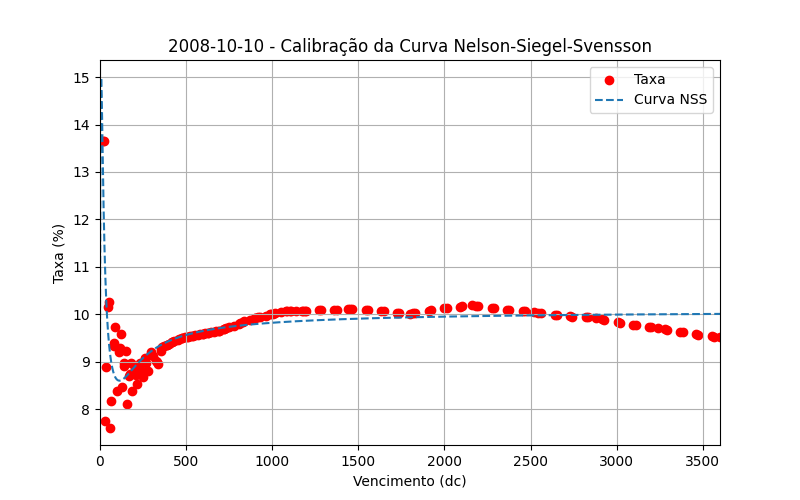 2008-10-10 - Calibração da Curva Nelson-Siegel-Svensson
Taxa
Curva NSS
15
14
13
12
11
10
9
8
Taxa (%)
0 500 1000 1500 2000 2500 3000 3500
Vencimento (dc)